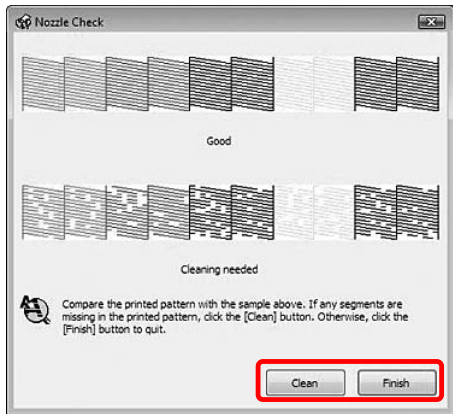 Nozzle Check
Good
Cleaning needed
Compare the printed pattern with the sample above. If any segments are
missing in the printed pattern, click the [Clean] button. Otherwise, click the
[Finish] button to quit.
Clean Finish